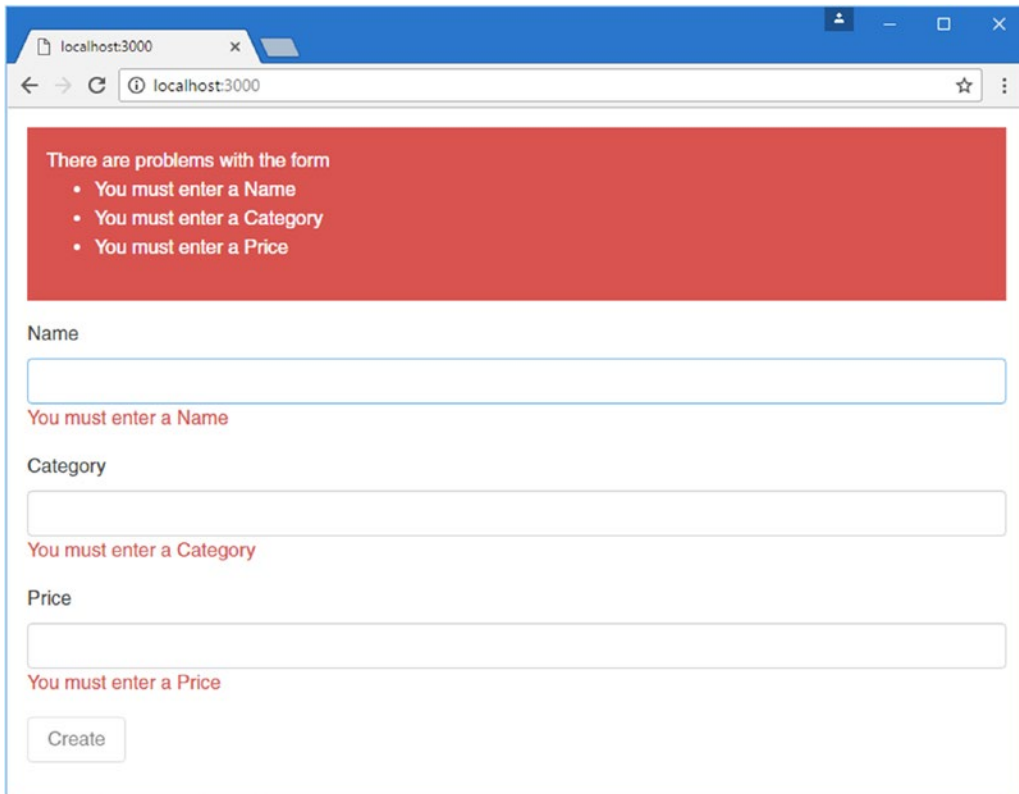 localhost:3000
localhost:3000
There are problems with the form
• You must enter a Name
• You must enter a Category
• You must enter a Price
Name
You must enter a Name
Category
You must enter a Category
Price
You must enter a Price
Create